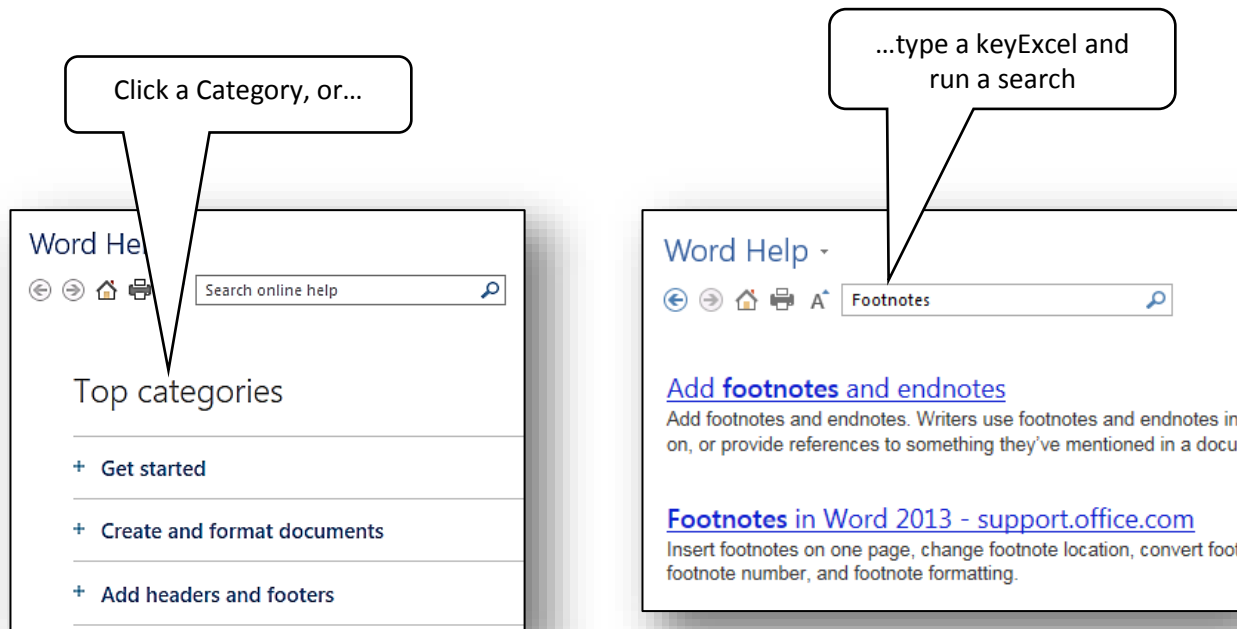 Click a Category, or…
…type a keyExcel and
run a search
Word He
Search online help
Top categories
+ Get started
+ Create and format documents
+ Add headers and footers
Word Help
A
Footnotes
Add footnotes and endnotes
Add footnotes and endnotes. Writers use footnotes and endnotes in
on, or provide references to something they've mentioned in a docu
Footnotes in Word 2013 - support.office.com
Insert footnotes on one page, change footnote location, convert foot
footnote number, and footnote formatting.